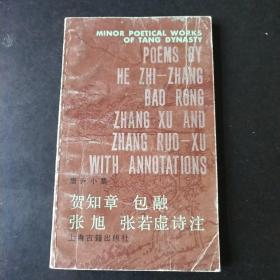 MINOR POETICAL WORKS
OF TANG DYNASTY
POEMS BY
HE ZHI-ZHANG
BAO RONG
ZHANG XU AND
ZHANG RUO-XU
WITH ANNOTATIONS
唐诗小集
贺知章 包融
张旭 张若虚诗注
上海古籍出版社